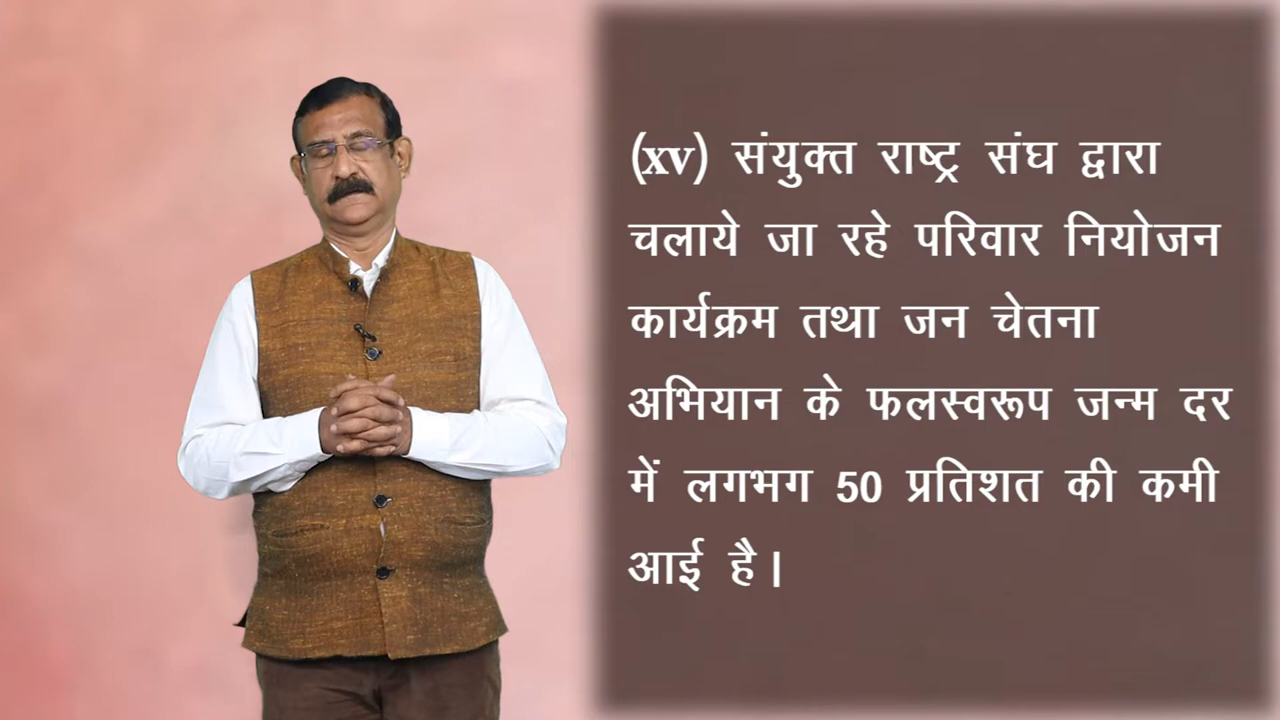 (xv) संयुक्त राष्ट्र संघ द्वारा
चलाये जा रहे परिवार नियोजन
कार्यक्रम तथा जन चेतना
अभियान के फलस्वरूप जन्म दर
में लगभग 50 प्रतिशत की कमी
आई है।